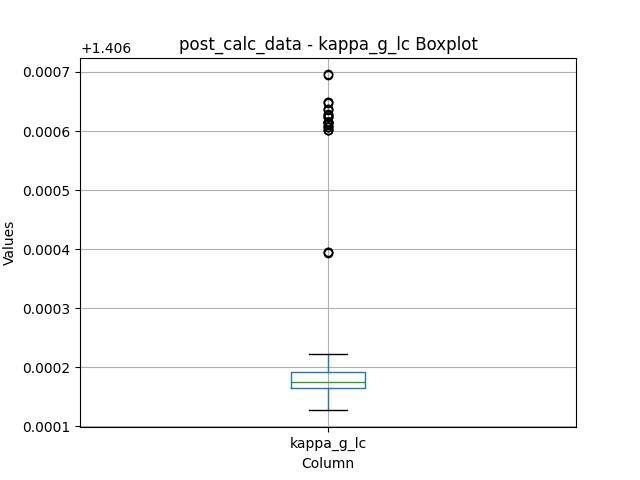 post_calc_data - kappa_g_lc Boxplot
+1.406
0.0007
0.0006
0.0005
0.0004
0.0003
0.0002
0.0001
Values
kappa_g_lc
Column